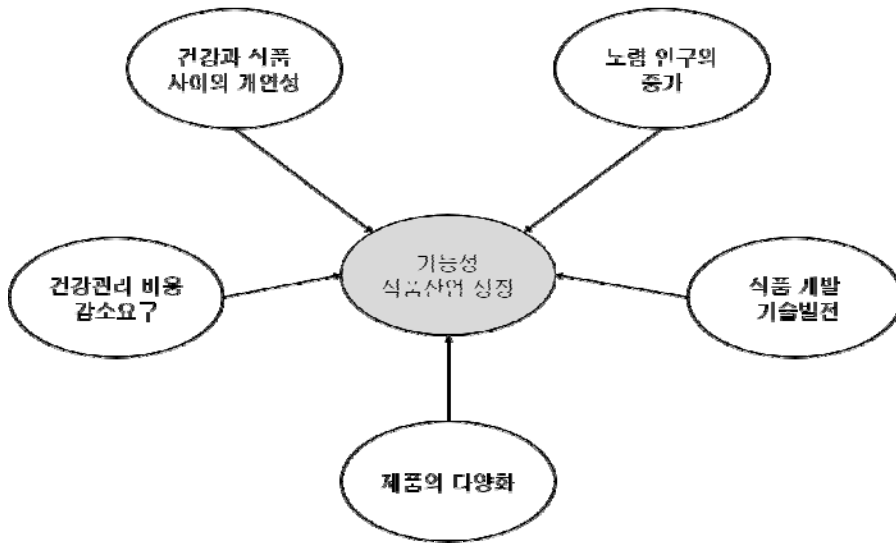 건강과 식품
사이의 개연성
노령 인구의
증가
기능성
식품산업 성장
건강관리 비용
감소요구
식품 개발
기술발전
제품의 다양화